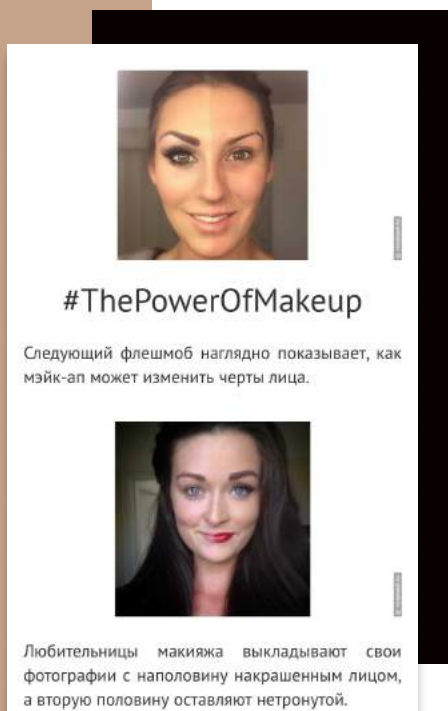 #ThePowerOfMakeup
Следующий флешмоб наглядно показывает, как
мэйк-ап может изменить черты лица.
Любительницы макияжа выкладывают свои
фотографии с наполовину накрашенным лицом,
а вторую половину оставляют нетронутой.